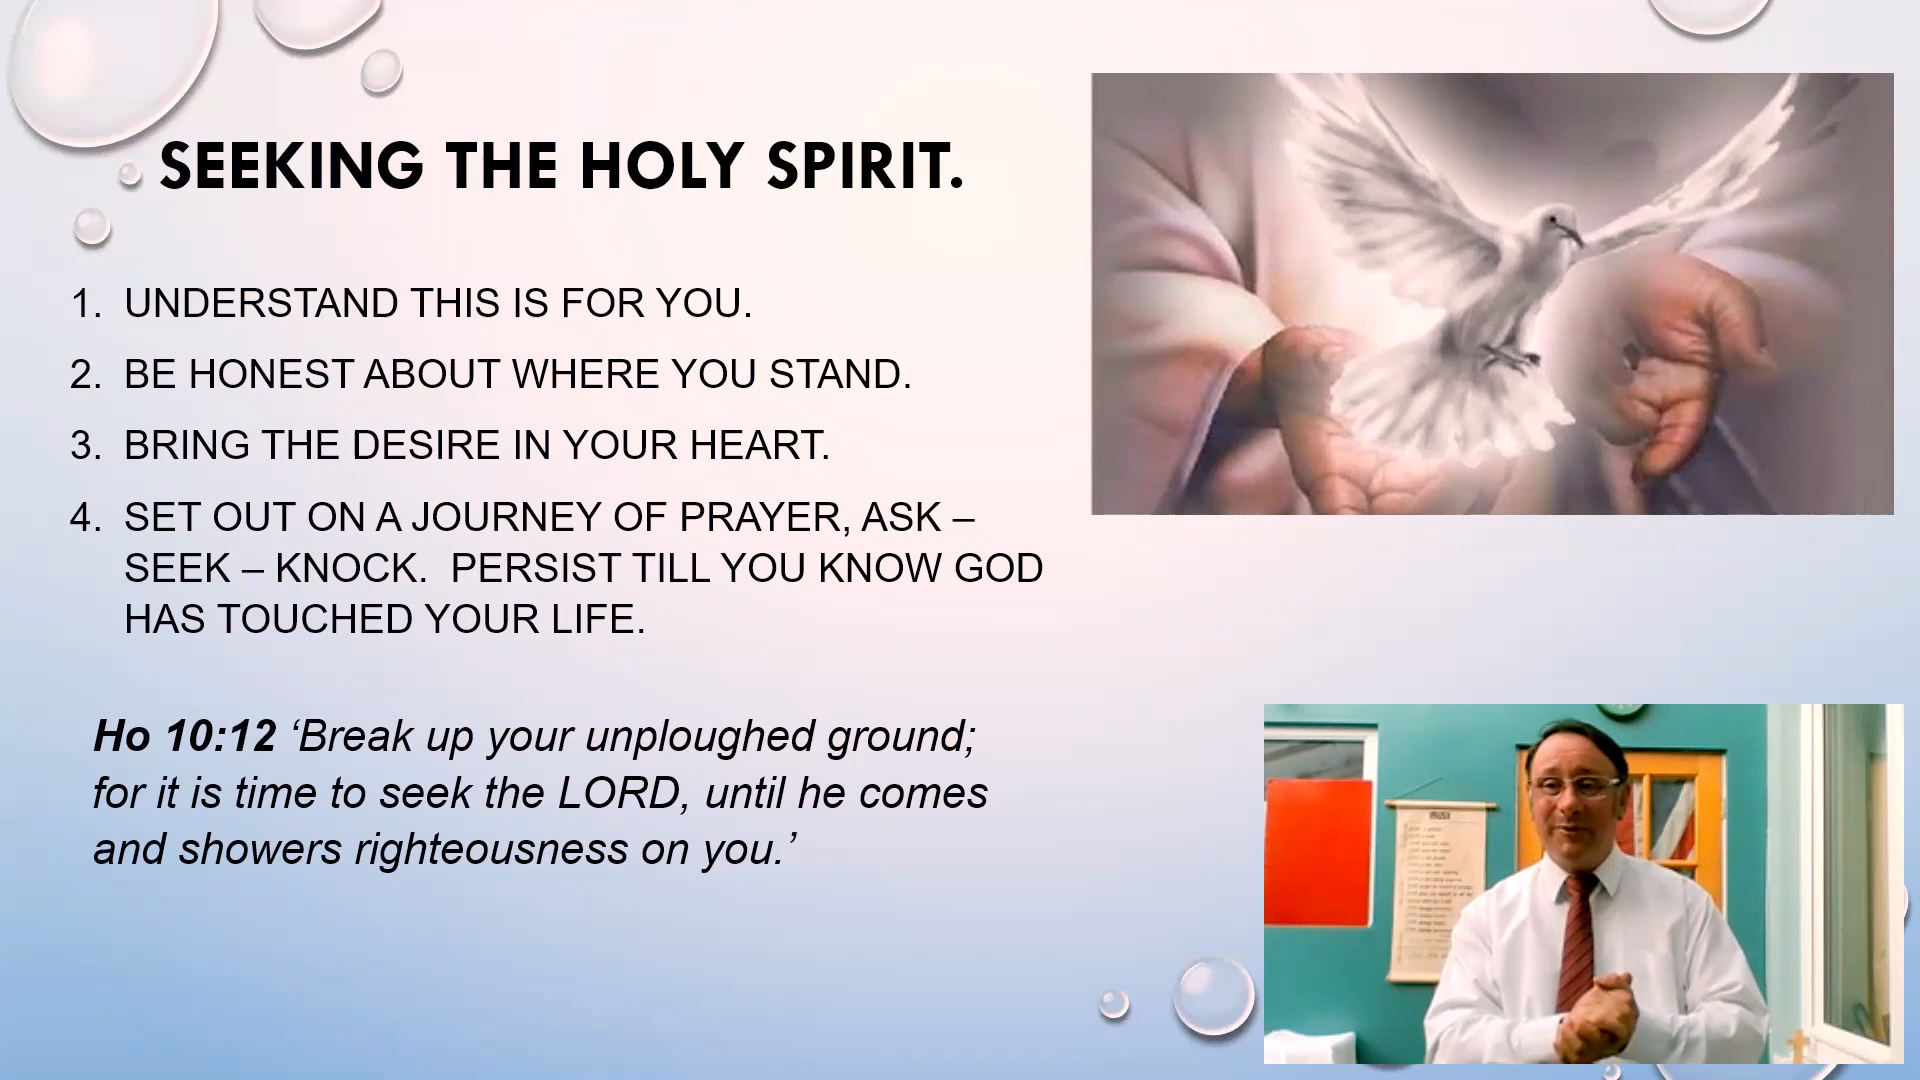 SEEKING THE HOLY SPIRIT.
1. UNDERSTAND THIS IS FOR YOU.
2. BE HONEST ABOUT WHERE YOU STAND.
3. BRING THE DESIRE IN YOUR HEART.
4. SET OUT ON A JOURNEY OF PRAYER, ASK –
SEEK – KNOCK.  PERSIST TILL YOU KNOW GOD
HAS TOUCHED YOUR LIFE.
Ho 10:12 ‘Break up your unploughed ground;
for it is time to seek the LORD, until he comes
and showers righteousness on you.’